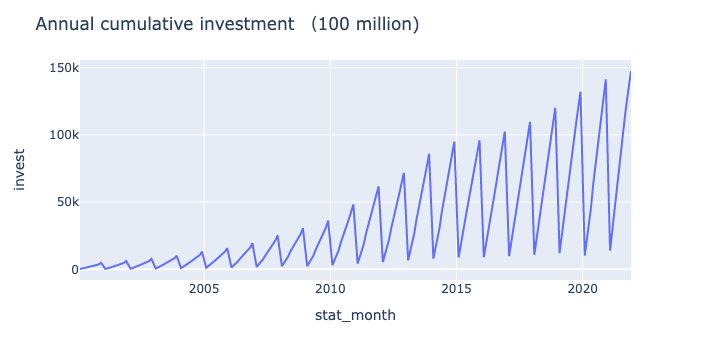 Annual cumulative investment （100 million)
150k
100k
50k
0
invest
2005
2010
2015
2020
stat_month